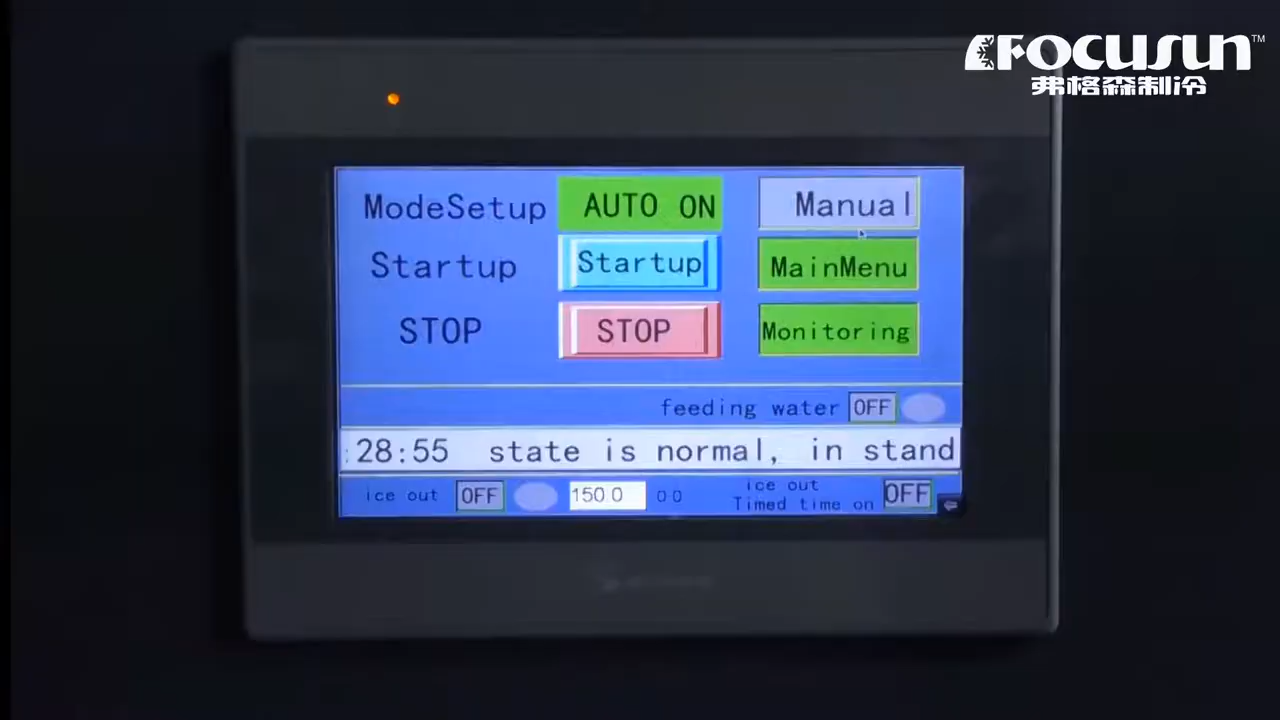 FOCUSUN™
弗格森制冷
ModeSetup AUTO ON Manual
Startup Startup MainMenu
STOP STOP Monitoring
feeding water OFF
:28:55 state is normal, in stand
ice out OFF 150.0 0.0 ice out
Timed time on OFF